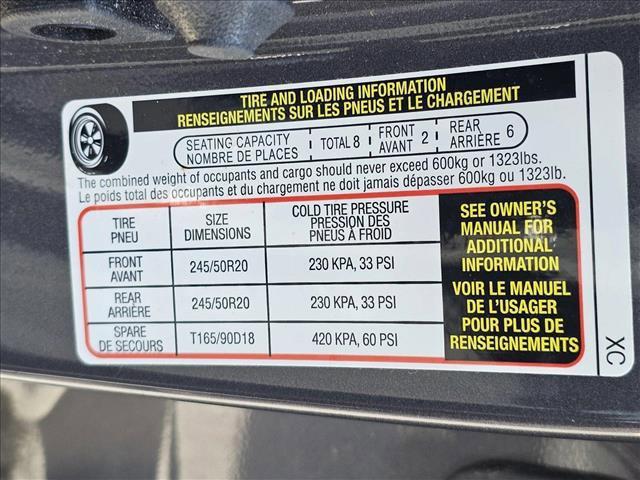 TIRE AND LOADING INFORMATION
RENSEIGNEMENTS SUR LES PNEUS ET LE CHARGEMENT
SEATING CAPACITY
NOMBRE DE PLACES
TOTAL 8
FRONT
AVANT 2
REAR
ARRIÈRE 6
The combined weight of occupants and cargo should never exceed 600kg or 1323lbs.
Le poids total des occupants et du chargement ne doit jamais dépasser 600kg ou 1323lb.
TIRE
PNEU
SIZE
DIMENSIONS
COLD TIRE PRESSURE
PRESSION DES
PNEUS À FROID
FRONT
AVANT
245/50R20
230 KPA, 33 PSI
REAR
ARRIÈRE
245/50R20
230 KPA, 33 PSI
SPARE
DE SECOURS
T165/90D18
420 KPA, 60 PSI
SEE OWNER'S
MANUAL FOR
ADDITIONAL
INFORMATION
VOIR LE MANUEL
DE L'USAGER
POUR PLUS DE
RENSEIGNEMENTS
XC